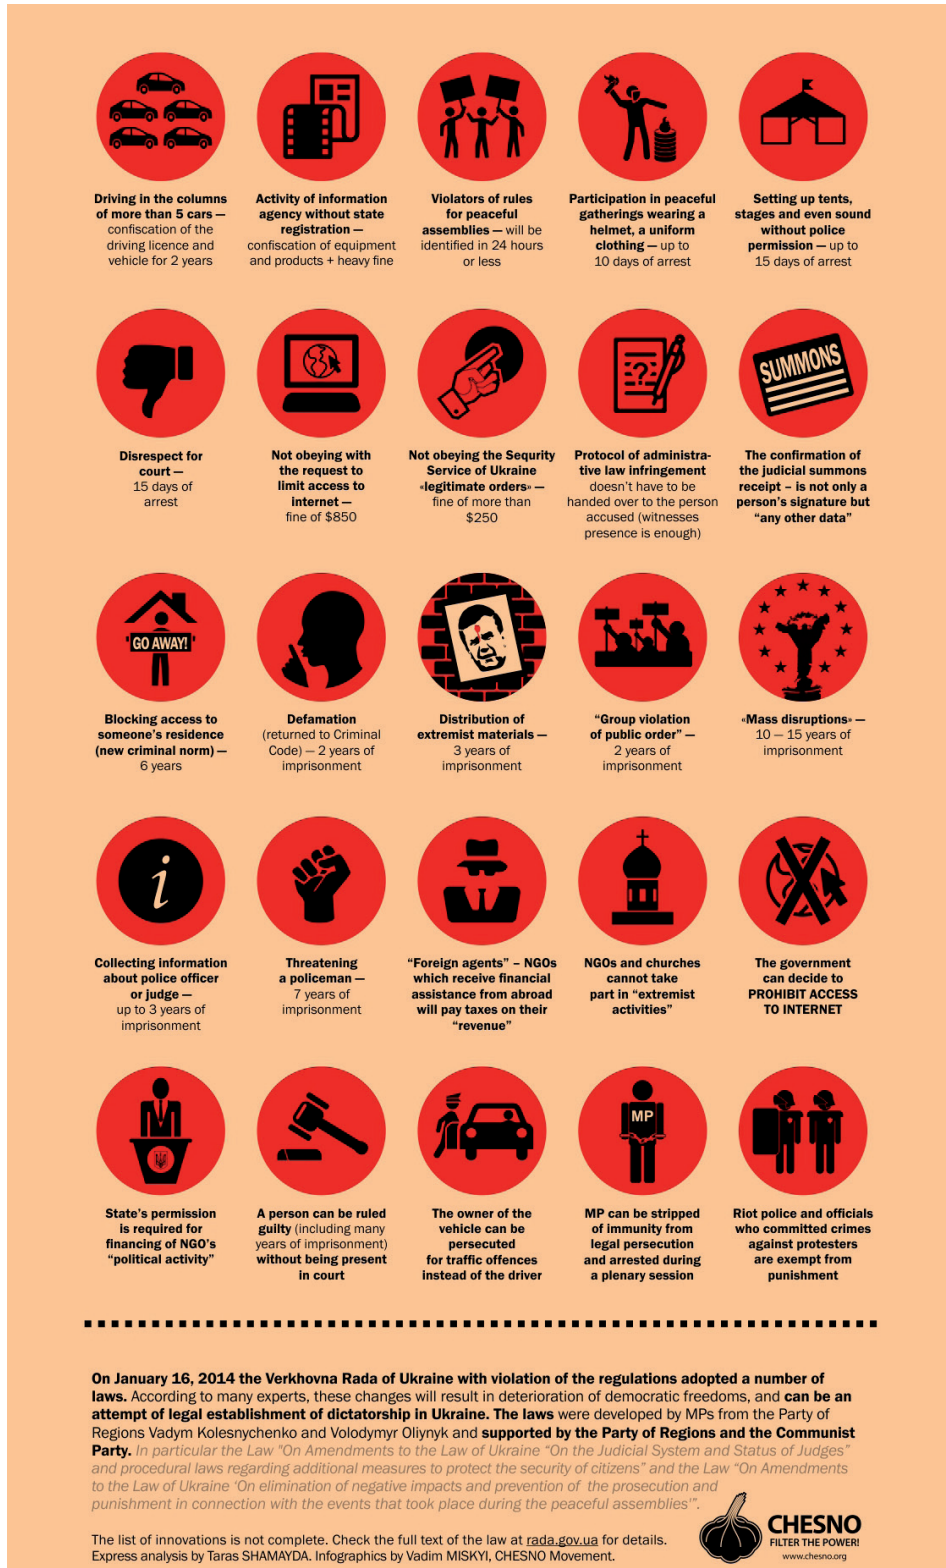 Driving in the columns
of more than 5 cars —
confiscation of the
driving licence and
vehicle for 2 years
Activity of information
agency without state
registration —
confiscation of equipment
and products + heavy fine
Violators of rules
for peaceful
assemblies — will be
identified in 24 hours
or less
Participation in peaceful
gatherings wearing a
helmet, a uniform
clothing — up to
10 days of arrest
Setting up tents,
stages and even sound
without police
permission — up to
15 days of arrest
Disrespect for
court —
15 days of
arrest
Not obeying with
the request to
limit access to
internet —
fine of $850
Not obeying the Sequrity
Service of Ukraine
«legitimate orders» —
fine of more than
$250
?
Protocol of administra-
tive law infringement
doesn't have to be
handed over to the person
accused (witnesses
presence is enough)
SUMMONS
The confirmation of
the judicial summons
receipt – is not only a
person's signature but
“any other data”
GO AWAY!
Blocking access to
someone's residence
(new criminal norm) —
6 years
Defamation
(returned to Criminal
Code) — 2 years of
imprisonment
Distribution of
extremist materials —
3 years of
imprisonment
“Group violation
of public order” —
2 years of
imprisonment
«Mass disruptions» —
10 — 15 years of
imprisonment
i
Collecting information
about police officer
or judge —
up to 3 years of
imprisonment
Threatening
a policeman —
7 years of
imprisonment
“Foreign agents” – NGOs
which receive financial
assistance from abroad
will pay taxes on their
“revenue”
NGOs and churches
cannot take
part in “extremist
activities”
The government
can decide to
PROHIBIT ACCESS
TO INTERNET
State's permission
is required for
financing of NGO's
“political activity”
A person can be ruled
guilty (including many
years of imprisonment)
without being present
in court
The owner of the
vehicle can be
persecuted
for traffic offences
instead of the driver
MP
MP can be stripped
of immunity from
legal persecution
and arrested during
a plenary session
Riot police and officials
who committed crimes
against protesters
are exempt from
punishment
On January 16, 2014 the Verkhovna Rada of Ukraine with violation of the regulations adopted a number of
laws. According to many experts, these changes will result in deterioration of democratic freedoms, and can be an
attempt of legal establishment of dictatorship in Ukraine. The laws were developed by MPs from the Party of
Regions Vadym Kolesnychenko and Volodymyr Oliynyk and supported by the Party of Regions and the Communist
Party. In particular the Law "On Amendments to the Law of Ukraine “On the Judicial System and Status of Judges”
and procedural laws regarding additional measures to protect the security of citizens” and the Law “On Amendments
to the Law of Ukraine ‘On elimination of negative impacts and prevention of the prosecution and
punishment in connection with the events that took place during the peaceful assemblies’”.
The list of innovations is not complete. Check the full text of the law at rada.gov.ua for details.
Express analysis by Taras SHAMAYDA. Infographics by Vadim MISKYI, CHESNO Movement.
CHESNO
FILTER THE POWER!
www.chesno.org